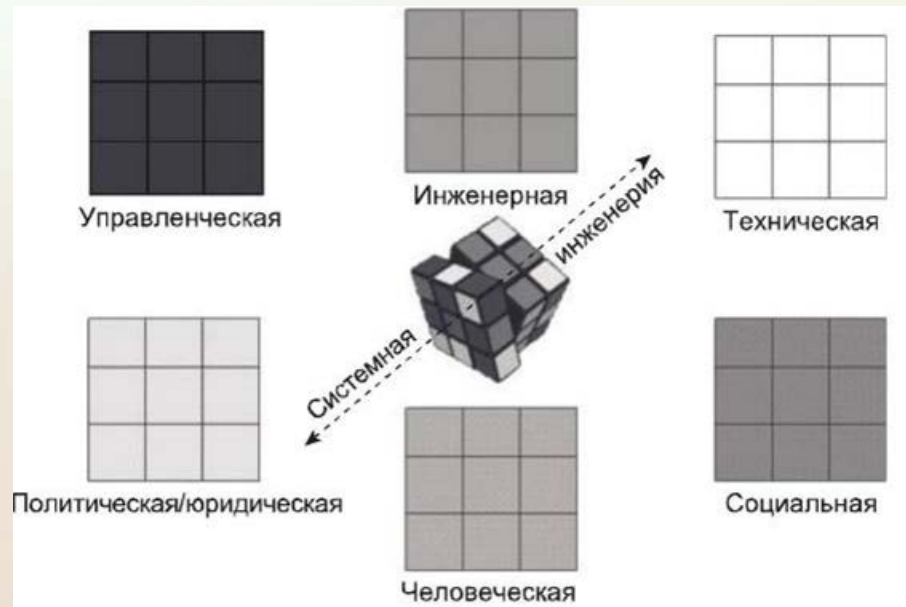 Управленческая
Инженерная
Техническая
Системная
инженерия
Политическая/юридическая
Человеческая
Социальная